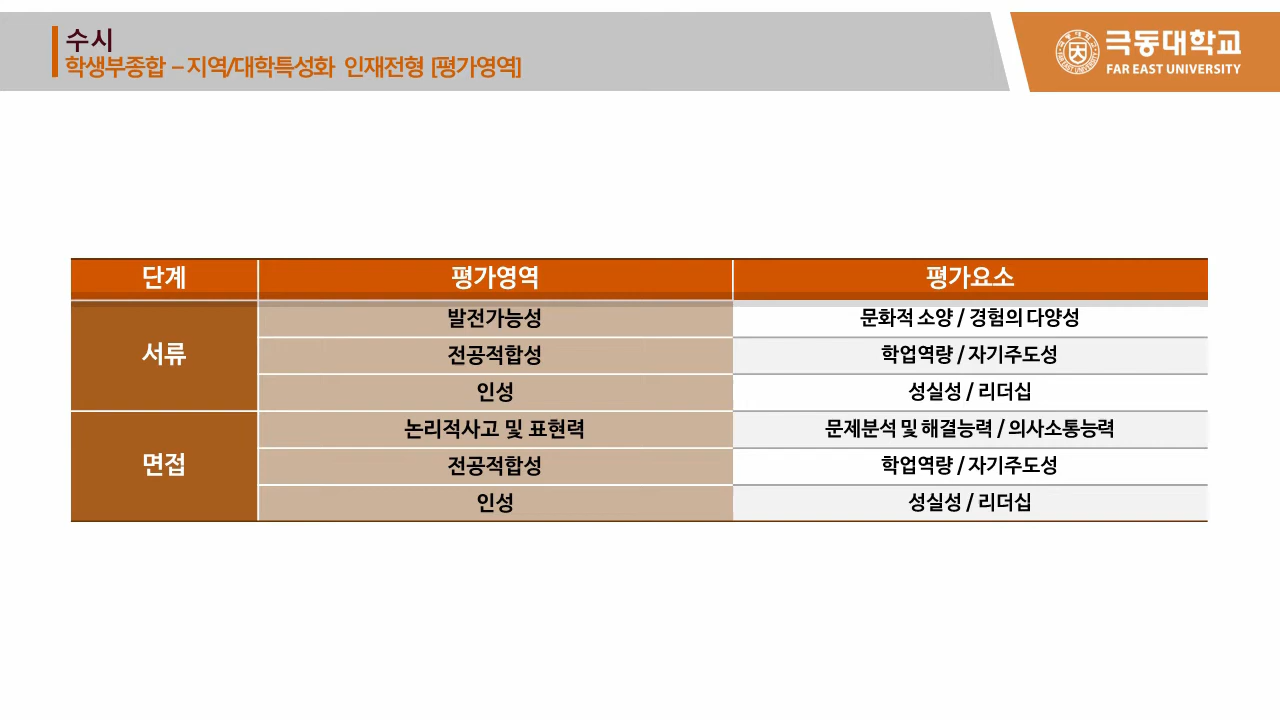 수시
학생부종합 – 지역/대학특성화 인재전형 [평가영역]
극동대학교
FAR EAST UNIVERSITY
단계 평가영역 평가요소
서류
발전가능성 문화적 소양 / 경험의 다양성
전공적합성 학업역량 / 자기주도성
인성 성실성 / 리더십
면접
논리적사고 및 표현력 문제분석 및 해결능력 / 의사소통능력
전공적합성 학업역량 / 자기주도성
인성 성실성 / 리더십